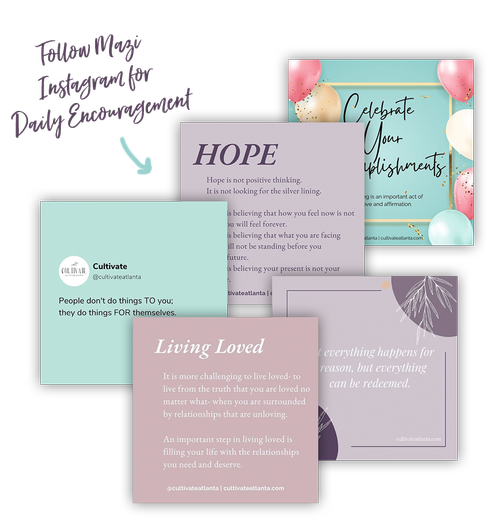 Follow Mazi
Instagram for
Daily Encouragement
Celebrate
Your
mplishments
g is an important act of
ve and affirmation
atlanta | cultivateatlanta.com
HOPE
Hope is not positive thinking.
It is not looking for the silver lining.
is believing that how you feel now is not
u will feel forever.
is believing that what you are facing
ill not be standing before you
future.
is believing your present is not your
ltivateatlanta | c
CULTIVATE
Cultivate
@cultivateatlanta
People don't do things TO you;
they do things FOR themselves.
t everything happens for
reason, but everything
can be redeemed.
cultivateatlanta.com
Living Loved
It is more challenging to live loved- to
live from the truth that you are loved no
matter what- when you are surrounded
by relationships that are unloving.
An important step in living loved is
filling your life with the relationships
you need and deserve.
@cultivateatlanta | cultivateatlanta.com